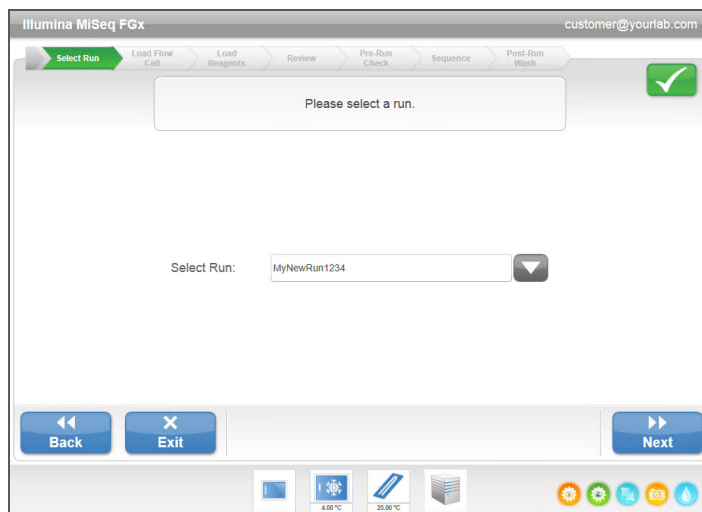 Illumina MiSeq FGx
customer@yourlab.com
Select Run
Load Flow
Cell
Load
Reagents
Review
Pre-Run
Check
Sequence
Post-Run
Wash
Please select a run.
Select Run:
MyNewRun1234
Back
Exit
Next
4.00 °C
25.00 °C